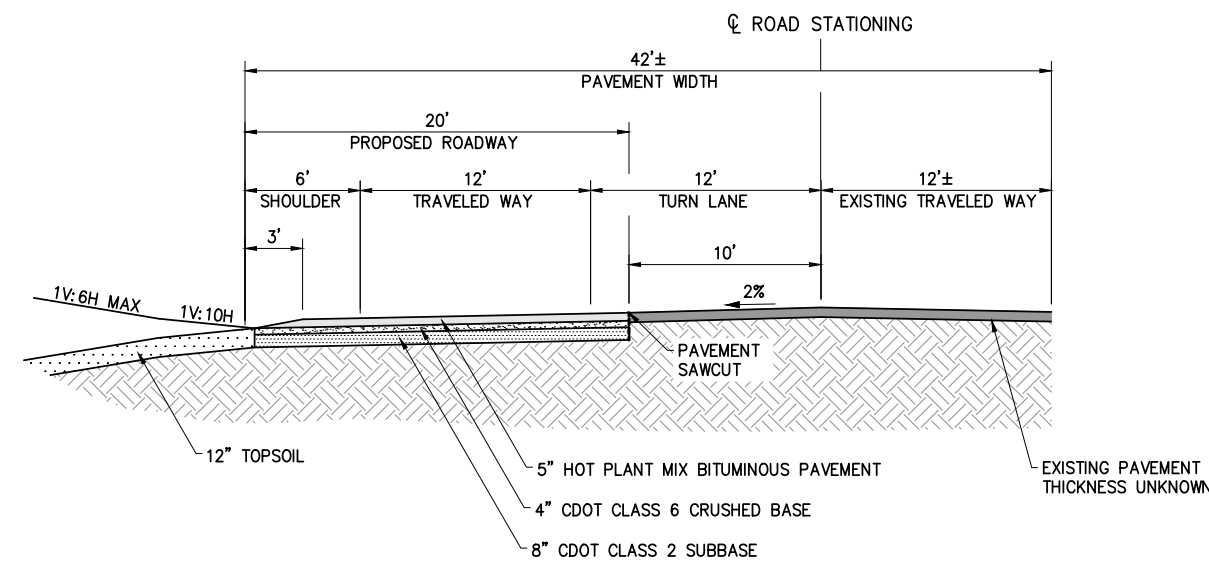 ℄ ROAD STATIONING
42'±
PAVEMENT WIDTH
20'
PROPOSED ROADWAY
6'
SHOULDER
12'
TRAVELED WAY
12'
TURN LANE
12'±
EXISTING TRAVELED WAY
3'
10'
1V:6H MAX
1V:10H
2%
PAVEMENT
SAWCUT
12" TOPSOIL
5" HOT PLANT MIX BITUMINOUS PAVEMENT
4" CDOT CLASS 6 CRUSHED BASE
8" CDOT CLASS 2 SUBBASE
EXISTING PAVEMENT
THICKNESS UNKNOWN